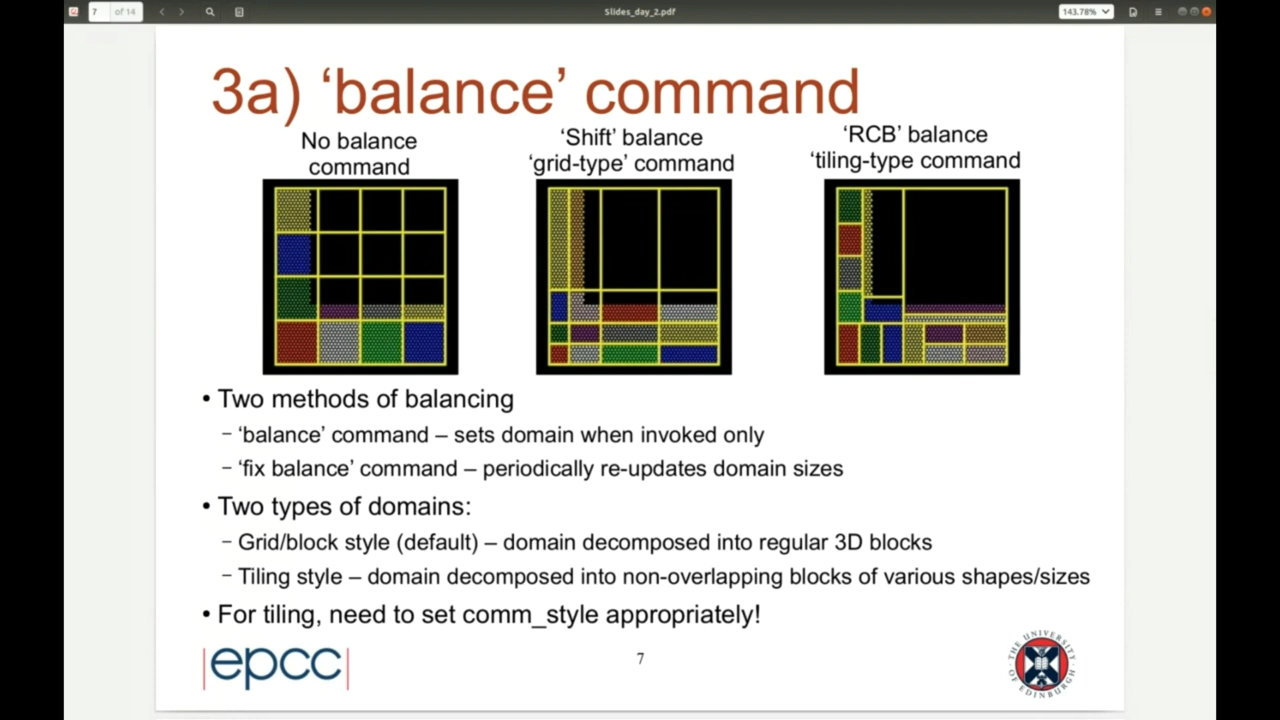 7 of 14
Slides_day_2.pdf
143.78%
3a) ‘balance’ command
No balance
command
‘Shift’ balance
‘grid-type’ command
‘RCB’ balance
‘tiling-type command
• Two methods of balancing
– ‘balance’ command – sets domain when invoked only
– ‘fix balance’ command – periodically re-updates domain sizes
• Two types of domains:
– Grid/block style (default) – domain decomposed into regular 3D blocks
– Tiling style – domain decomposed into non-overlapping blocks of various shapes/sizes
• For tiling, need to set comm_style appropriately!
epcc
7
THE UNIVERSITY OF EDINBURGH